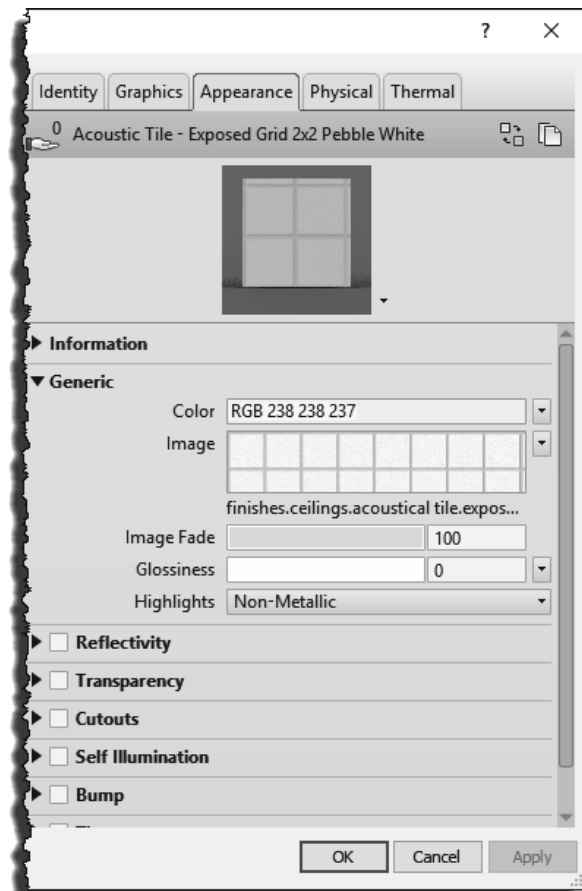 ?
Identity Graphics Appearance Physical Thermal
0 Acoustic Tile - Exposed Grid 2x2 Pebble White
Information
Generic
Color RGB 238 238 237
Image
finishes.ceilings.acoustical tile.expos...
Image Fade 100
Glossiness 0
Highlights Non-Metallic
Reflectivity
Transparency
Cutouts
Self Illumination
Bump
OK Cancel Apply